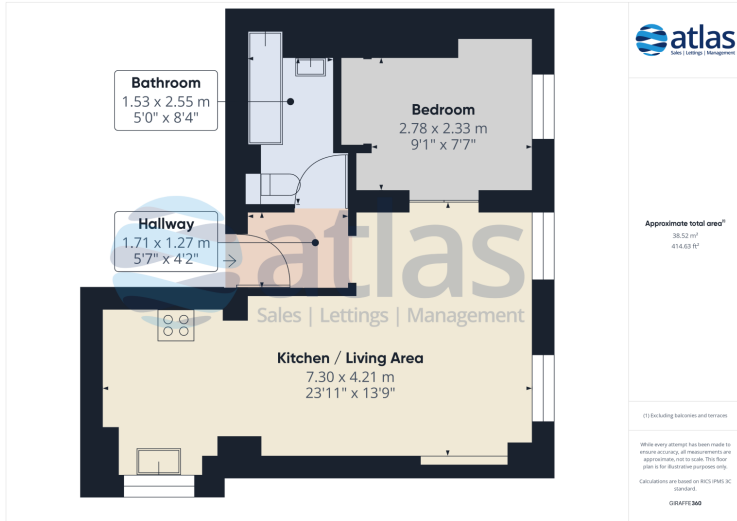 Bathroom
1.53 x 2.55 m
5'0" x 8'4"
Bedroom
2.78 x 2.33 m
9'1" x 7'7"
Hallway
1.71 x 1.27 m
5'7" x 4'2"
atlas
Sales | Lettings | Management
Kitchen / Living Area
7.30 x 4.21 m
23'11" x 13'9"
atlas
Sales | Lettings | Management
Approximate total area⁽¹⁾
38.52 m²
414.63 ft²
(1) Excluding balconies and terraces
While every attempt has been made to
ensure accuracy, all measurements are
approximate, not to scale. This floor
plan is for illustrative purposes only.
Calculations are based on RICS IPMS 3C
standard.
GIRAFFE360